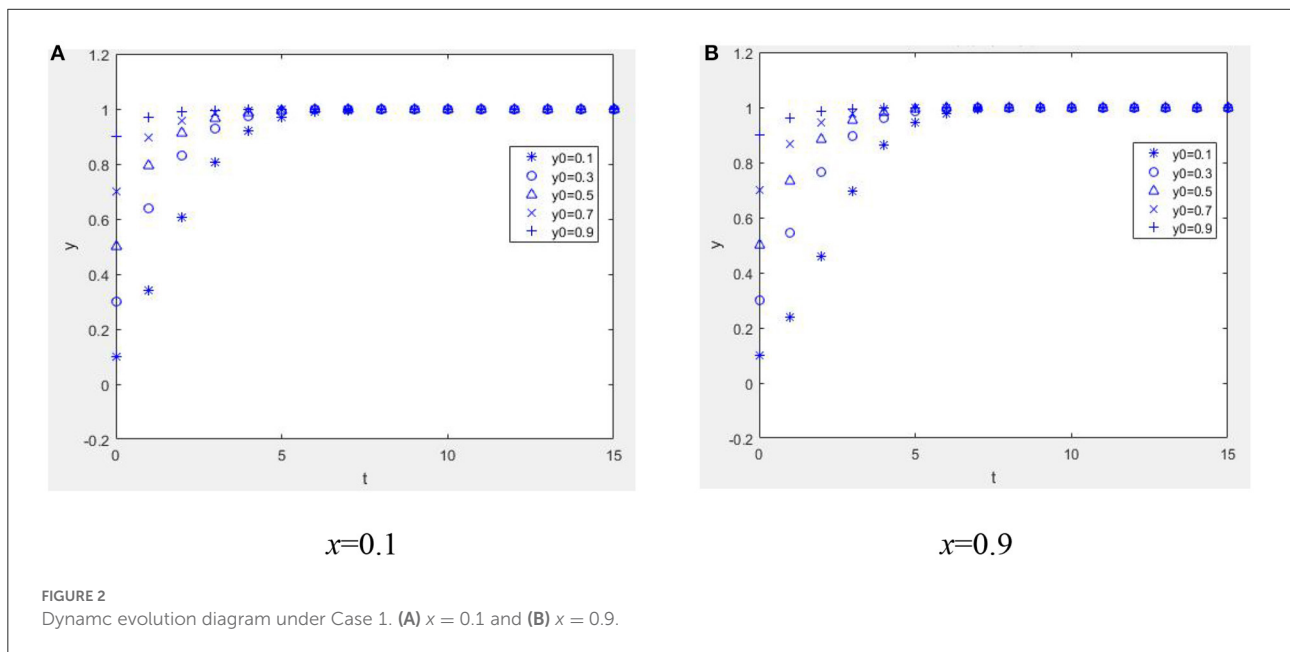 A
1.2
1
0.8
0.6
0.4
0.2
0
-0.2
y
0 5 10 15
t
y0=0.1
y0=0.3
y0=0.5
y0=0.7
y0=0.9
x=0.1
B
1.2
1
0.8
0.6
0.4
0.2
0
-0.2
y
0 5 10 15
t
y0=0.1
y0=0.3
y0=0.5
y0=0.7
y0=0.9
x=0.9
FIGURE 2
Dynamc evolution diagram under Case 1. (A) x = 0.1 and (B) x = 0.9.